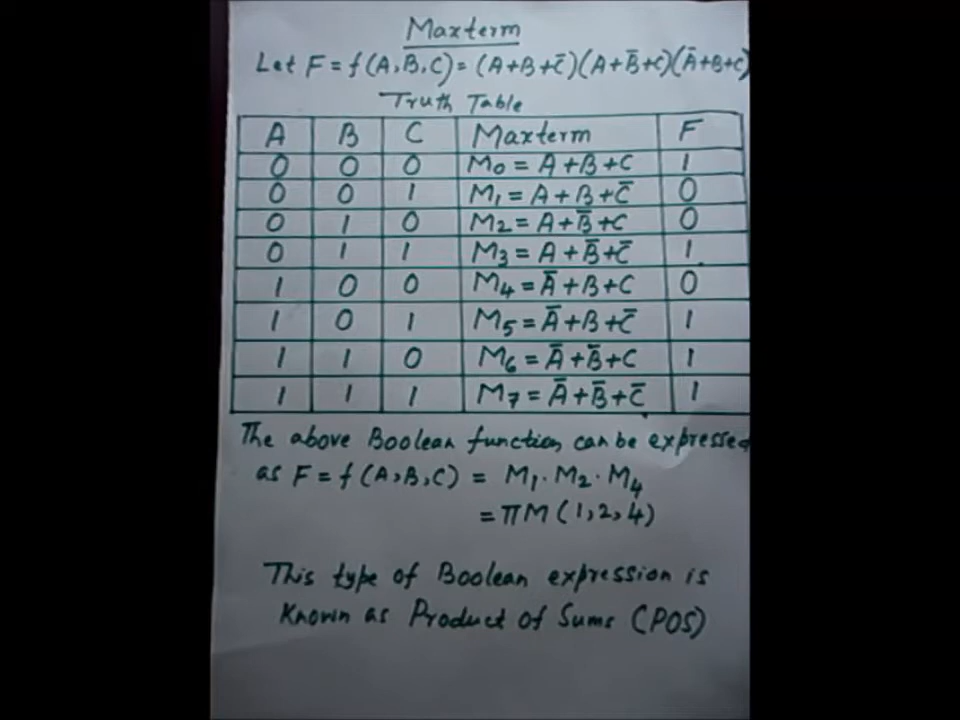 Maxterm
Let F = f(A,B,C) = (A+B+C̅)(A+B̅+C)(A̅+B+C)
Truth Table
A B C Maxterm F
0 0 0 M0 = A+B+C 1
0 0 1 M1 = A+B+C̅ 0
0 1 0 M2 = A+B̅+C 0
0 1 1 M3 = A+B̅+C̅ 1
1 0 0 M4 = A̅+B+C 0
1 0 1 M5 = A̅+B+C̅ 1
1 1 0 M6 = A̅+B̅+C 1
1 1 1 M7 = A̅+B̅+C̅ 1
The above Boolean function, can be expressed
as F = f(A,B,C) = M1.M2.M4
= πM(1,2,4)
This type of Boolean expression is
Known as Product of Sums (POS)